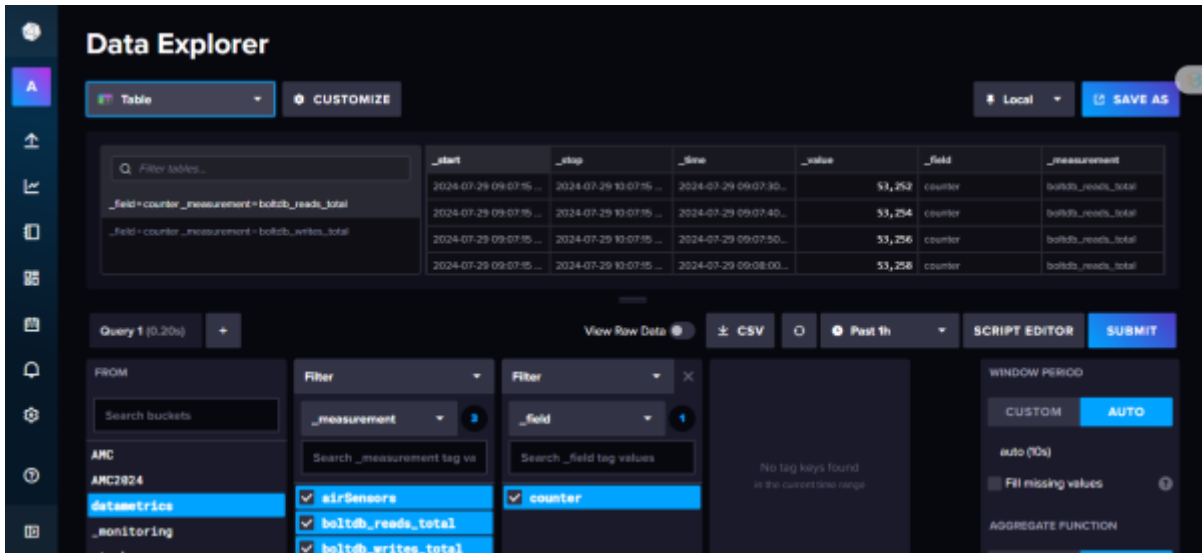 Data Explorer
A
Table
CUSTOMIZE
Local
SAVE AS
Filter tables...
_field=counter _measurement=boltdb_reads_total
_field=counter _measurement=boltdb_writes_total
_start _stop _time _value _field _measurement
2024-07-29 09:07:15 ... 2024-07-29 10:07:15 ... 2024-07-29 09:07:30... 53,252 counter boltdb_reads_total
2024-07-29 09:07:15 ... 2024-07-29 10:07:15 ... 2024-07-29 09:07:40... 53,254 counter boltdb_reads_total
2024-07-29 09:07:15 ... 2024-07-29 10:07:15 ... 2024-07-29 09:07:50... 53,256 counter boltdb_reads_total
2024-07-29 09:07:15 ... 2024-07-29 10:07:15 ... 2024-07-29 09:08:00... 53,258 counter boltdb_reads_total
Query 1 (0.20s)
+
View Raw Data
CSV
Past 1h
SCRIPT EDITOR
SUBMIT
FROM
Search buckets
AMC
AMC2024
datametrics
_monitoring
Filter
_measurement
3
Search _measurement tag va
airSensors
boltdb_reads_total
boltdb_writes_total
Filter
_field
1
Search _field tag values
counter
No tag keys found
in the current time range
WINDOW PERIOD
CUSTOM
AUTO
auto (10s)
Fill missing values
AGGREGATE FUNCTION